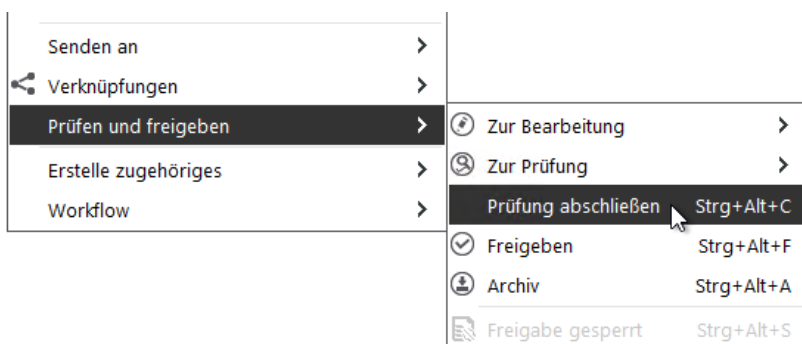 Senden an
Verknüpfungen
Prüfen und freigeben
Erstelle zugehöriges
Workflow
Zur Bearbeitung
Zur Prüfung
Prüfung abschließen Strg+Alt+C
Freigeben Strg+Alt+F
Archiv Strg+Alt+A
Freigabe gesperrt Strg+Alt+S